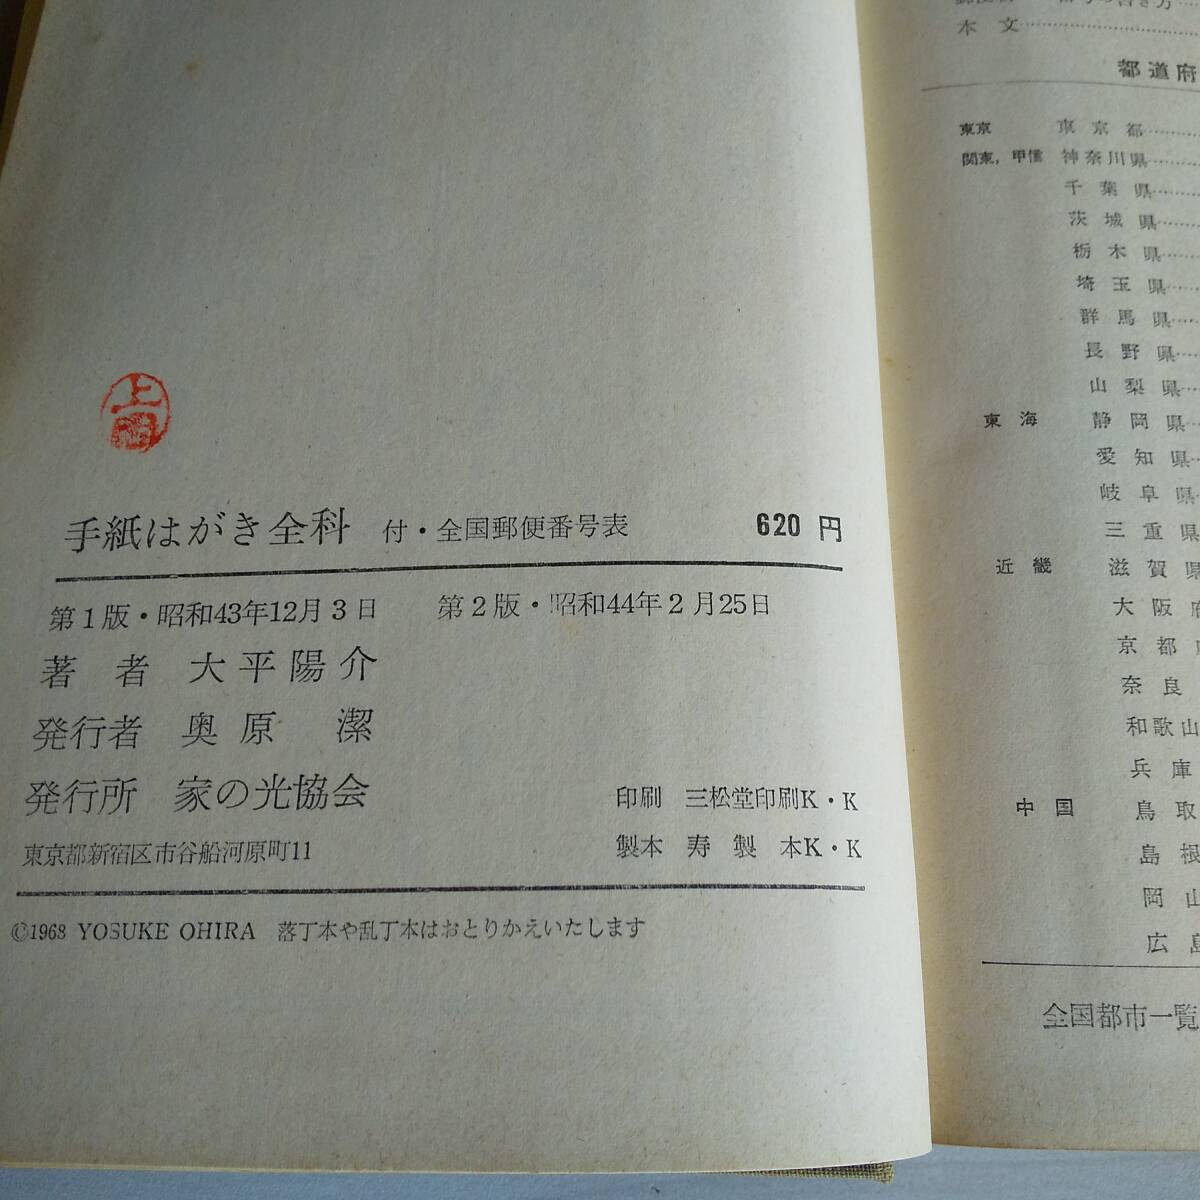 上
手紙はがき全科 付・全国郵便番号表 620 円
第1版・昭和43年12月3日 第2版・昭和44年2月25日
著者 大平陽介
発行者 奥原 潔
発行所 家の光協会
印刷 三松堂印刷K・K
東京都新宿区市谷船河原町11
製本 寿製本K・K
©1968 YOSUKE OHIRA 落丁本や乱丁本はおとりかえいたします
本文
都道府
東京 東京都
関東，甲信 神奈川県
千葉県
茨城県
栃木県
埼玉県
群馬県
長野県
山梨県
東海 静岡県
愛知県
岐阜県
三重県
近畿 滋賀県
大阪府
京都
奈良
和歌山
兵庫
中国 鳥取
島根
岡山
広島
全国都市一覧